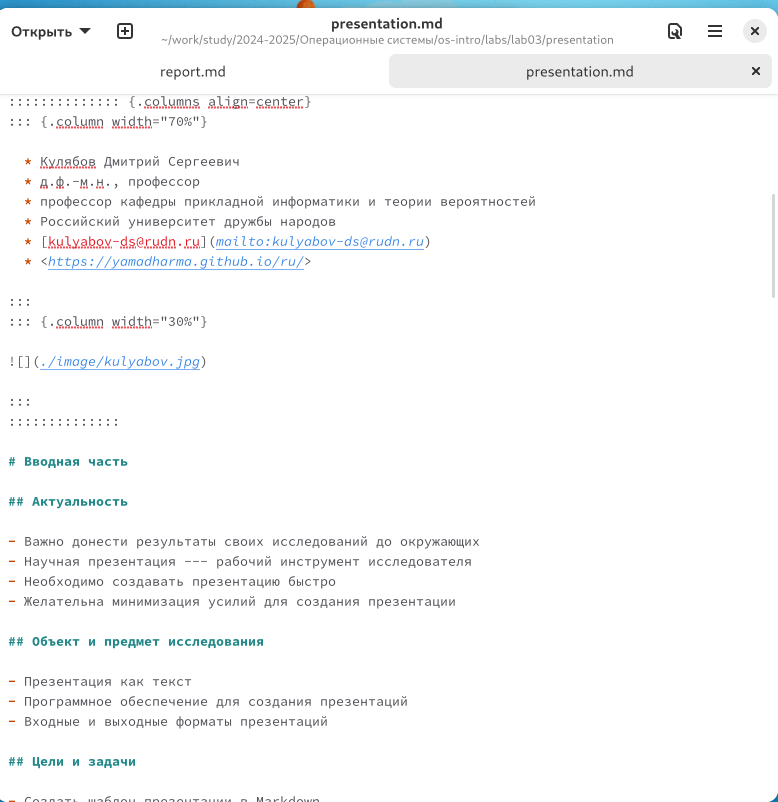 Открыть
presentation.md
~/work/study/2024-2025/Операционные системы/os-intro/labs/lab03/presentation
report.md
presentation.md
:::::::::::::: {.columns align=center}
::: {.column width="70%"}
* Кулябов Дмитрий Сергеевич
* д.ф.-м.н., профессор
* профессор кафедры прикладной информатики и теории вероятностей
* Российский университет дружбы народов
* [kulyabov-ds@rudn.ru](mailto:kulyabov-ds@rudn.ru)
* <https://yamadharma.github.io/ru/>
:::
::: {.column width="30%"}
![](./image/kulyabov.jpg)
:::
::::::::::::::
# Вводная часть
## Актуальность
- Важно донести результаты своих исследований до окружающих
- Научная презентация --- рабочий инструмент исследователя
- Необходимо создавать презентацию быстро
- Желательна минимизация усилий для создания презентации
## Объект и предмет исследования
- Презентация как текст
- Программное обеспечение для создания презентаций
- Входные и выходные форматы презентаций
## Цели и задачи
- Создать шаблон презентации в Markdown